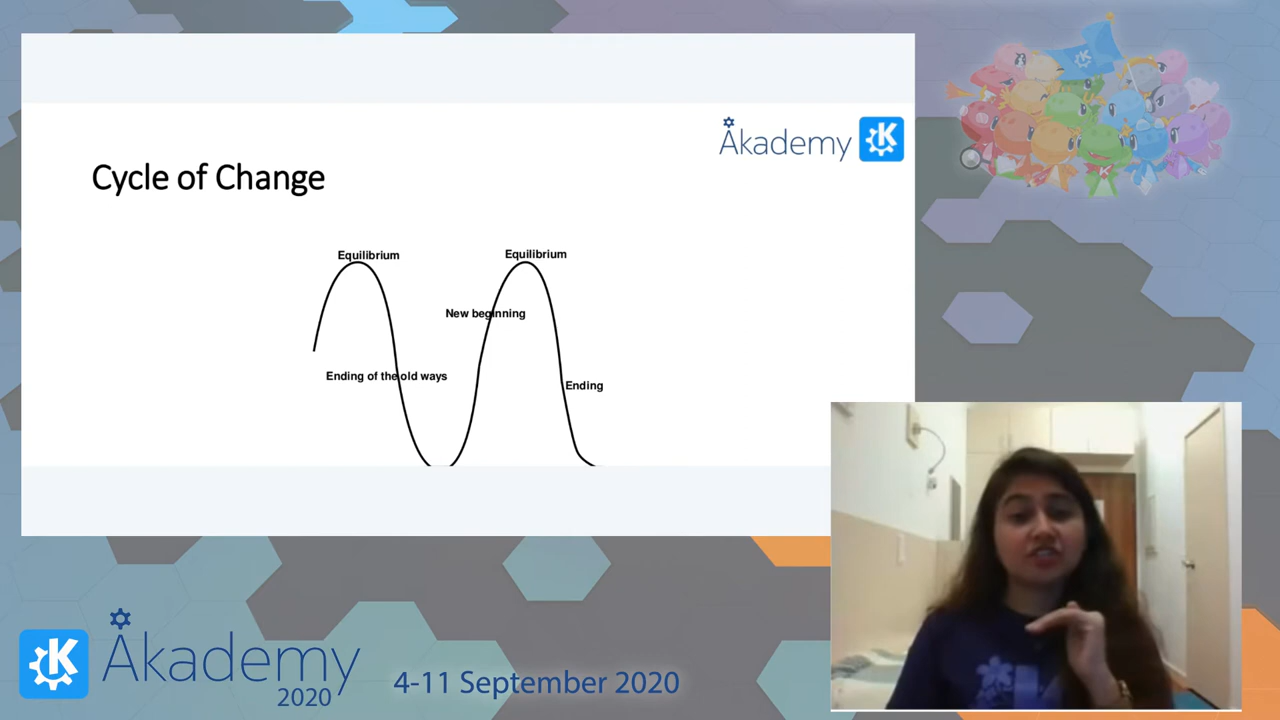 Akademy
Cycle of Change
Equilibrium
Equilibrium
New beginning
Ending of the old ways
Ending
Akademy
2020
4-11 September 2020